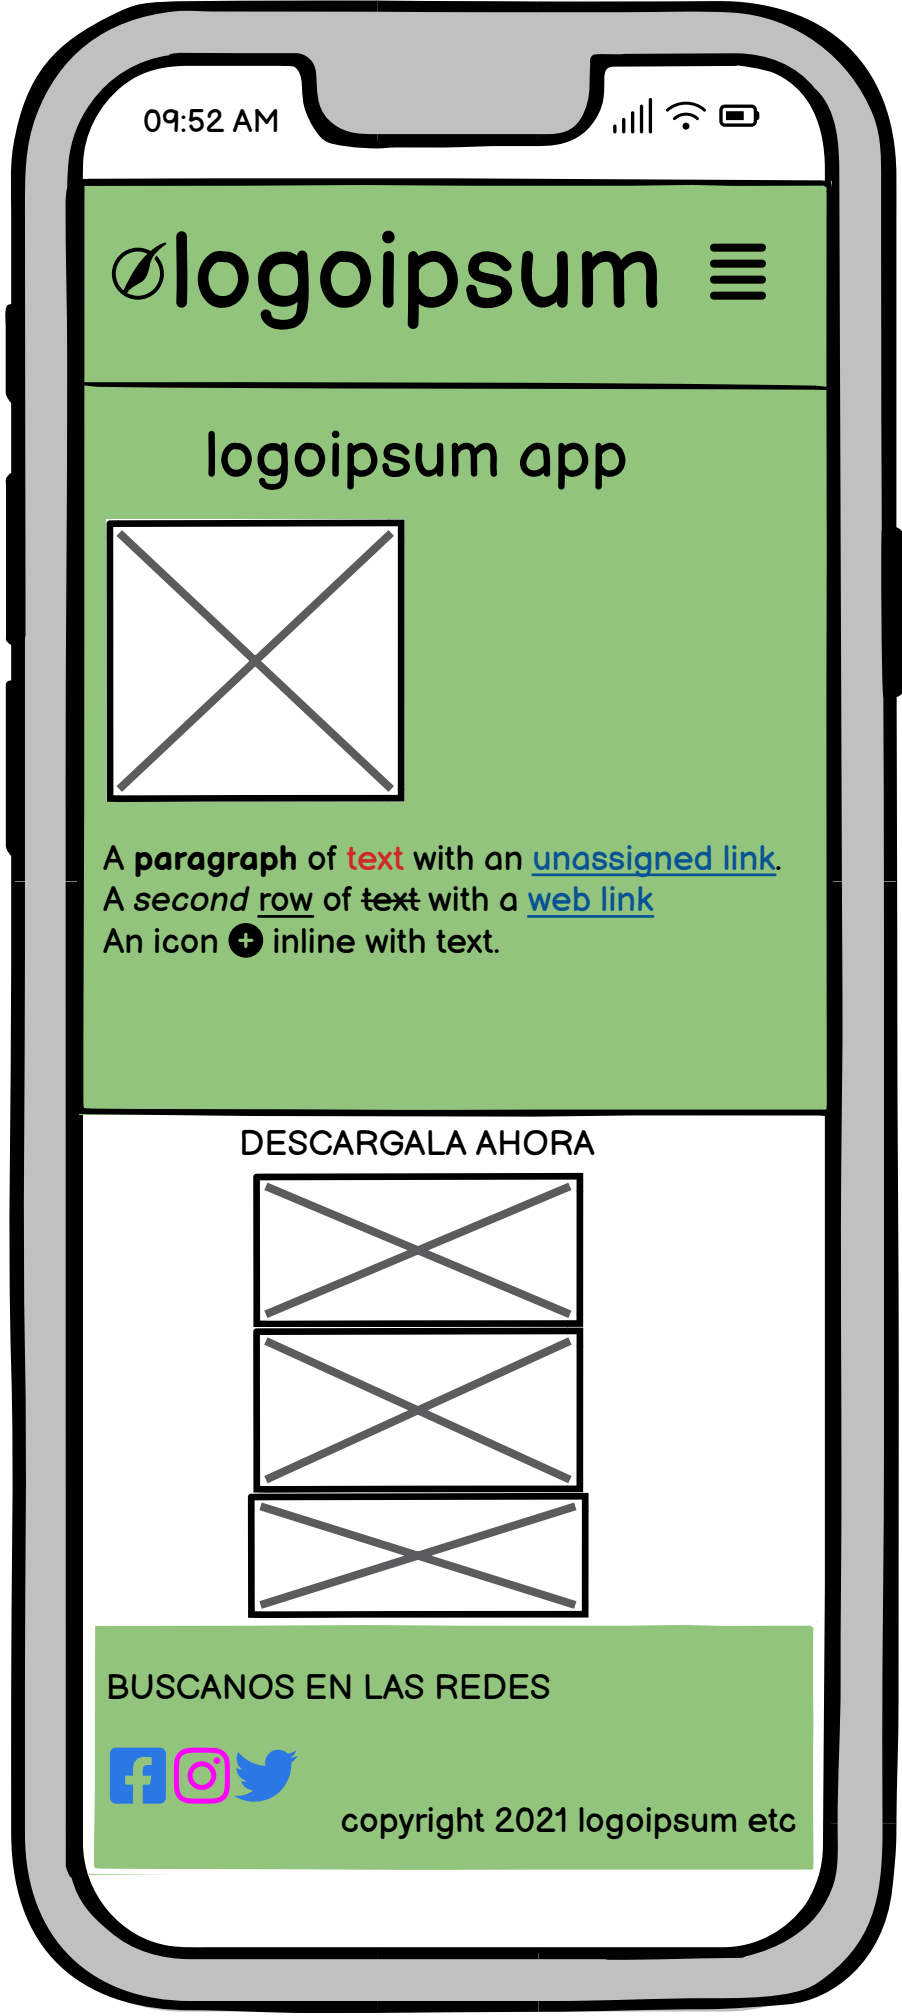 09:52 AM
logoipsum
logoipsum app
A paragraph of text with an unassigned link.
A second row of text with a web link
An icon inline with text.
DESCARGALA AHORA
BUSCANOS EN LAS REDES
copyright 2021 logoipsum etc